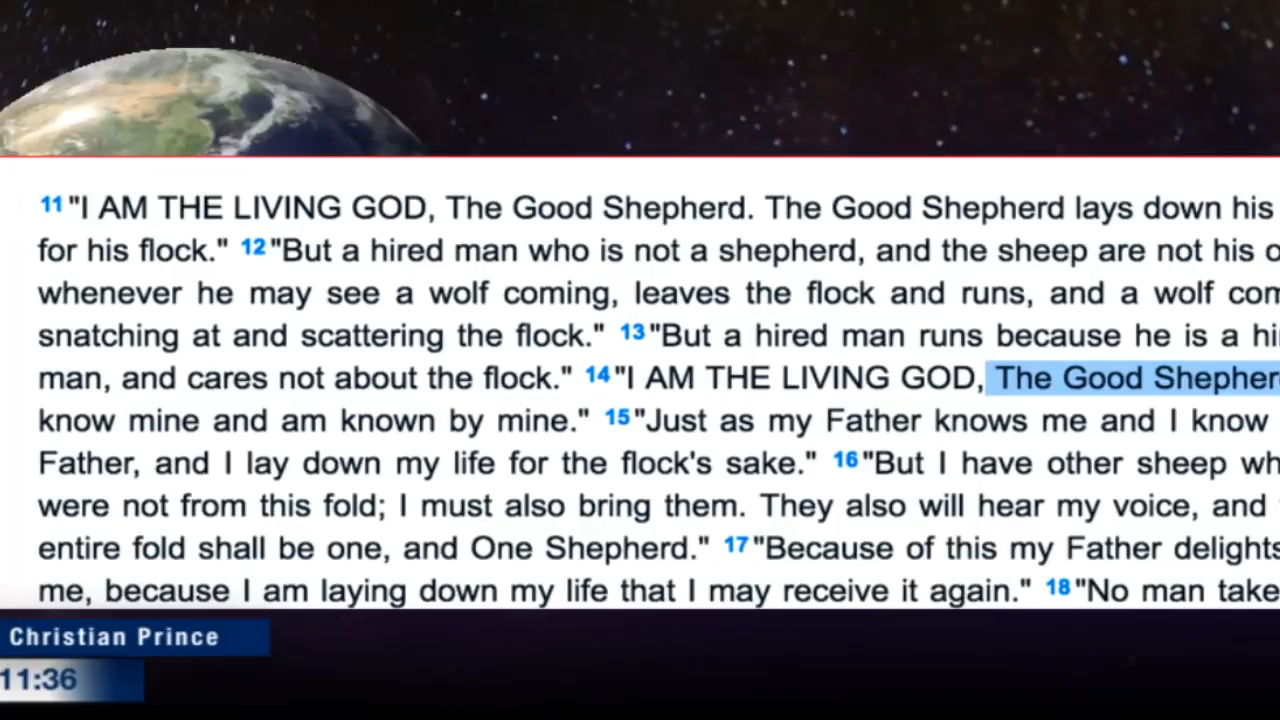 11 "I AM THE LIVING GOD, The Good Shepherd. The Good Shepherd lays down his
for his flock." 12 "But a hired man who is not a shepherd, and the sheep are not his
whenever he may see a wolf coming, leaves the flock and runs, and a wolf
snatching at and scattering the flock." 13 "But a hired man runs because he is a
man, and cares not about the flock." 14 "I AM THE LIVING GOD, The Good
know mine and am known by mine." 15 "Just as my Father knows me and I know
Father, and I lay down my life for the flock's sake." 16 "But I have other sheep
were not from this fold; I must also bring them. They also will hear my voice, and
entire fold shall be one, and One Shepherd." 17 "Because of this my Father delights
me, because I am laying down my life that I may receive it again." 18 "No man
Christian Prince
11:36